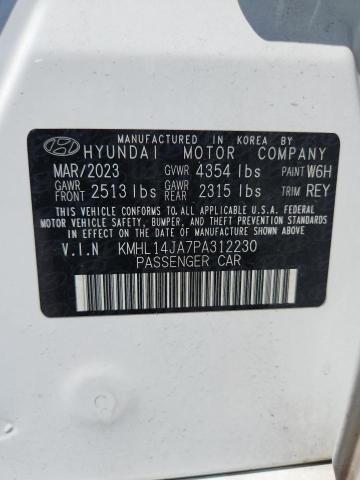 MANUFACTURED IN KOREA BY
HYUNDAI MOTOR COMPANY
MAR/2023 GVWR 4354 lbs PAINT W6H
GAWR FRONT 2513 lbs GAWR REAR 2315 lbs TRIM REY
THIS VEHICLE CONFORMS TO ALL APPLICABLE U.S.A. FEDERAL
MOTOR VEHICLE SAFETY, BUMPER, AND THEFT PREVENTION
STANDARDS IN EFFECT ON THE DATE OF MANUFACTURE SHOWN ABOVE.
V.I.N KMHL14JA7PA312230
PASSENGER CAR